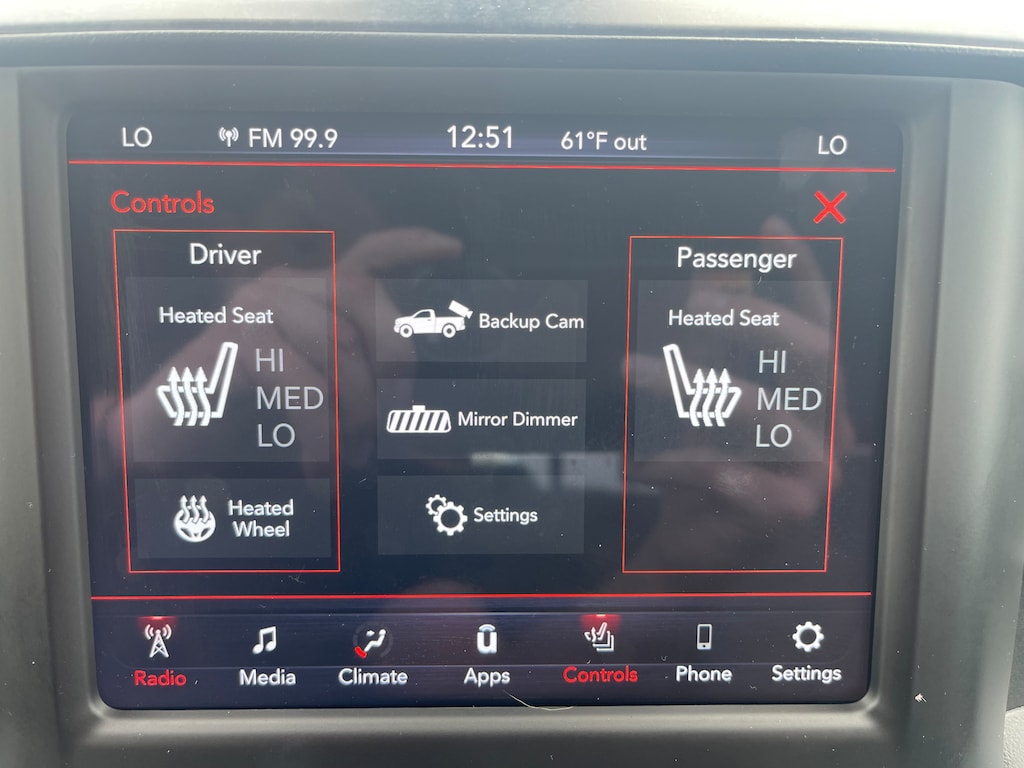 LO FM 99.9 12:51 61°F out LO
Controls
Driver
Heated Seat
HI
MED
LO
Heated
Wheel
Backup Cam
Mirror Dimmer
Settings
Passenger
Heated Seat
HI
MED
LO
Radio Media Climate Apps Controls Phone Settings